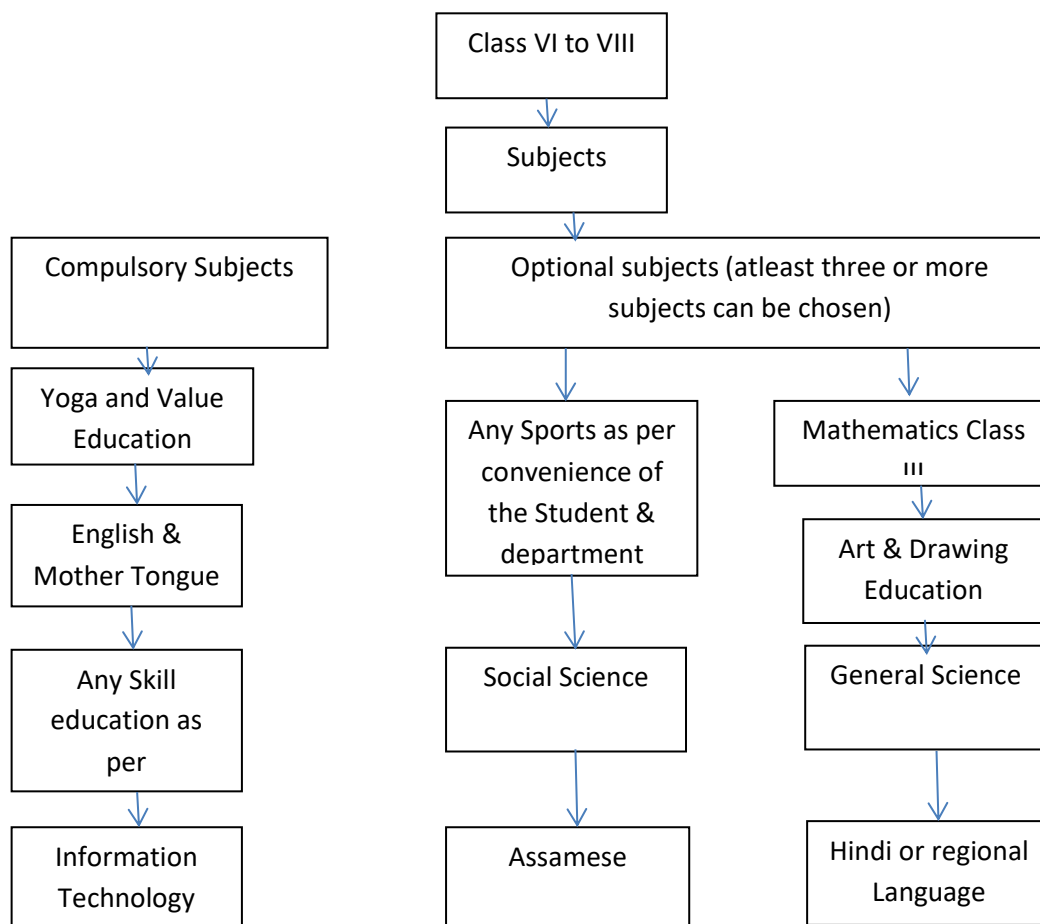 Class VI to VIII
Subjects
Compulsory Subjects
Optional subjects (atleast three or more
subjects can be chosen)
Yoga and Value
Education
Any Sports as per
convenience of
the Student &
department
Mathematics Class
III
English &
Mother Tongue
Art & Drawing
Education
Any Skill
education as
per
Social Science
General Science
Information
Technology
Assamese
Hindi or regional
Language